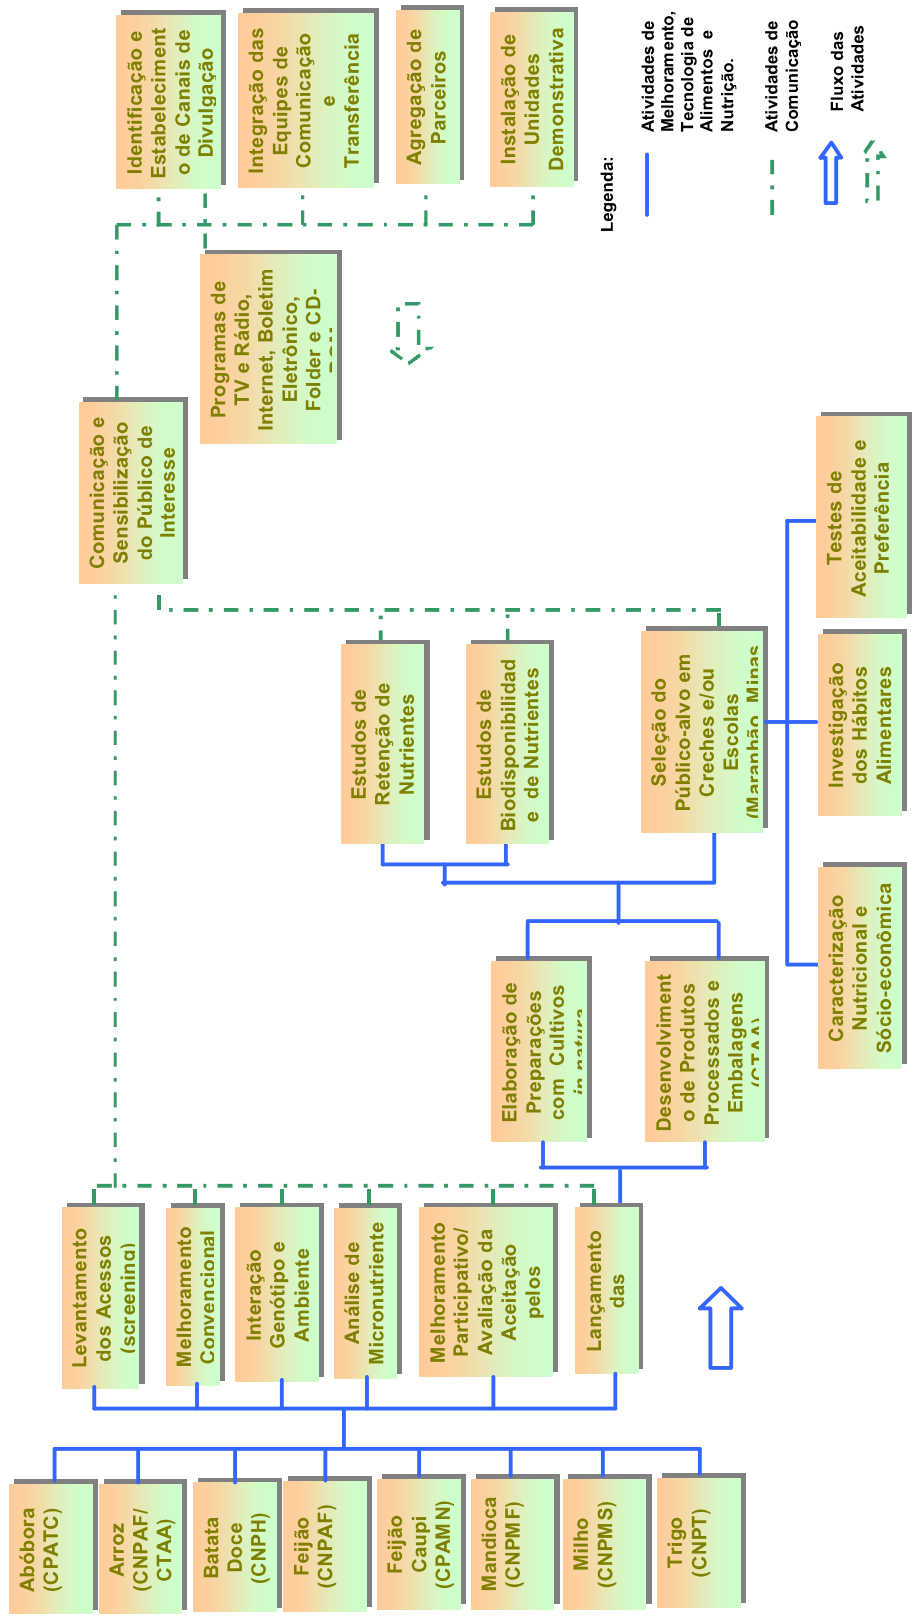 Abóbora
(CPATC)
Arroz
(CNPAF/
CTAA)
Batata
Doce
(CNPH)
Feijão
(CNPAF)
Feijão
Caupi
(CPAMN)
Mandioca
(CNPMF)
Milho
(CNPMS)
Trigo
(CNPT)
Levantamento
dos Acessos
(screening)
Melhoramento
Convencional
Interação
Genótipo e
Ambiente
Análise de
Micronutriente
Melhoramento
Participativo/
Avaliação da
Aceitação
pelos
Lançamento
das
Elaboração de
Preparações
com Cultivos
in natura
Desenvolviment
o de Produtos
Processados e
Embalagens
(CTAA)
Estudos de
Retenção de
Nutrientes
Estudos de
Biodisponibilidad
e de Nutrientes
Seleção do
Público-alvo em
Creches e/ou
Escolas
(Maranhão, Minas
Caracterização
Nutricional e
Sócio-econômica
Investigação
dos Hábitos
Alimentares
Testes de
Aceitabilidade e
Preferência
Comunicação e
Sensibilização
do Público de
Interesse
Programas de
TV e Rádio,
Internet, Boletim
Eletrônico,
Folder e CD-
Identificação e
Estabeleciment
o de Canais de
Divulgação
Integração das
Equipes de
Comunicação
e
Transferência
Agregação de
Parceiros
Instalação de
Unidades
Demonstrativa
Legenda:
Atividades de
Melhoramento,
Tecnologia de
Alimentos e
Nutrição.
Atividades de
Comunicação
Fluxo das
Atividades